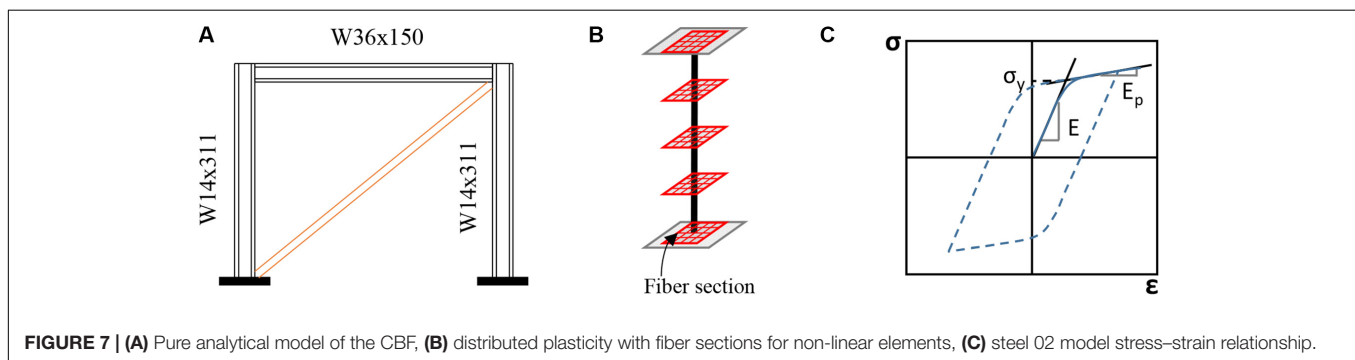 A
W36x150
W14x311
W14x311
B
Fiber section
C
σ
σy
E
Ep
ε
FIGURE 7 | (A) Pure analytical model of the CBF, (B) distributed plasticity with fiber sections for non-linear elements, (C) steel 02 model stress–strain relationship.